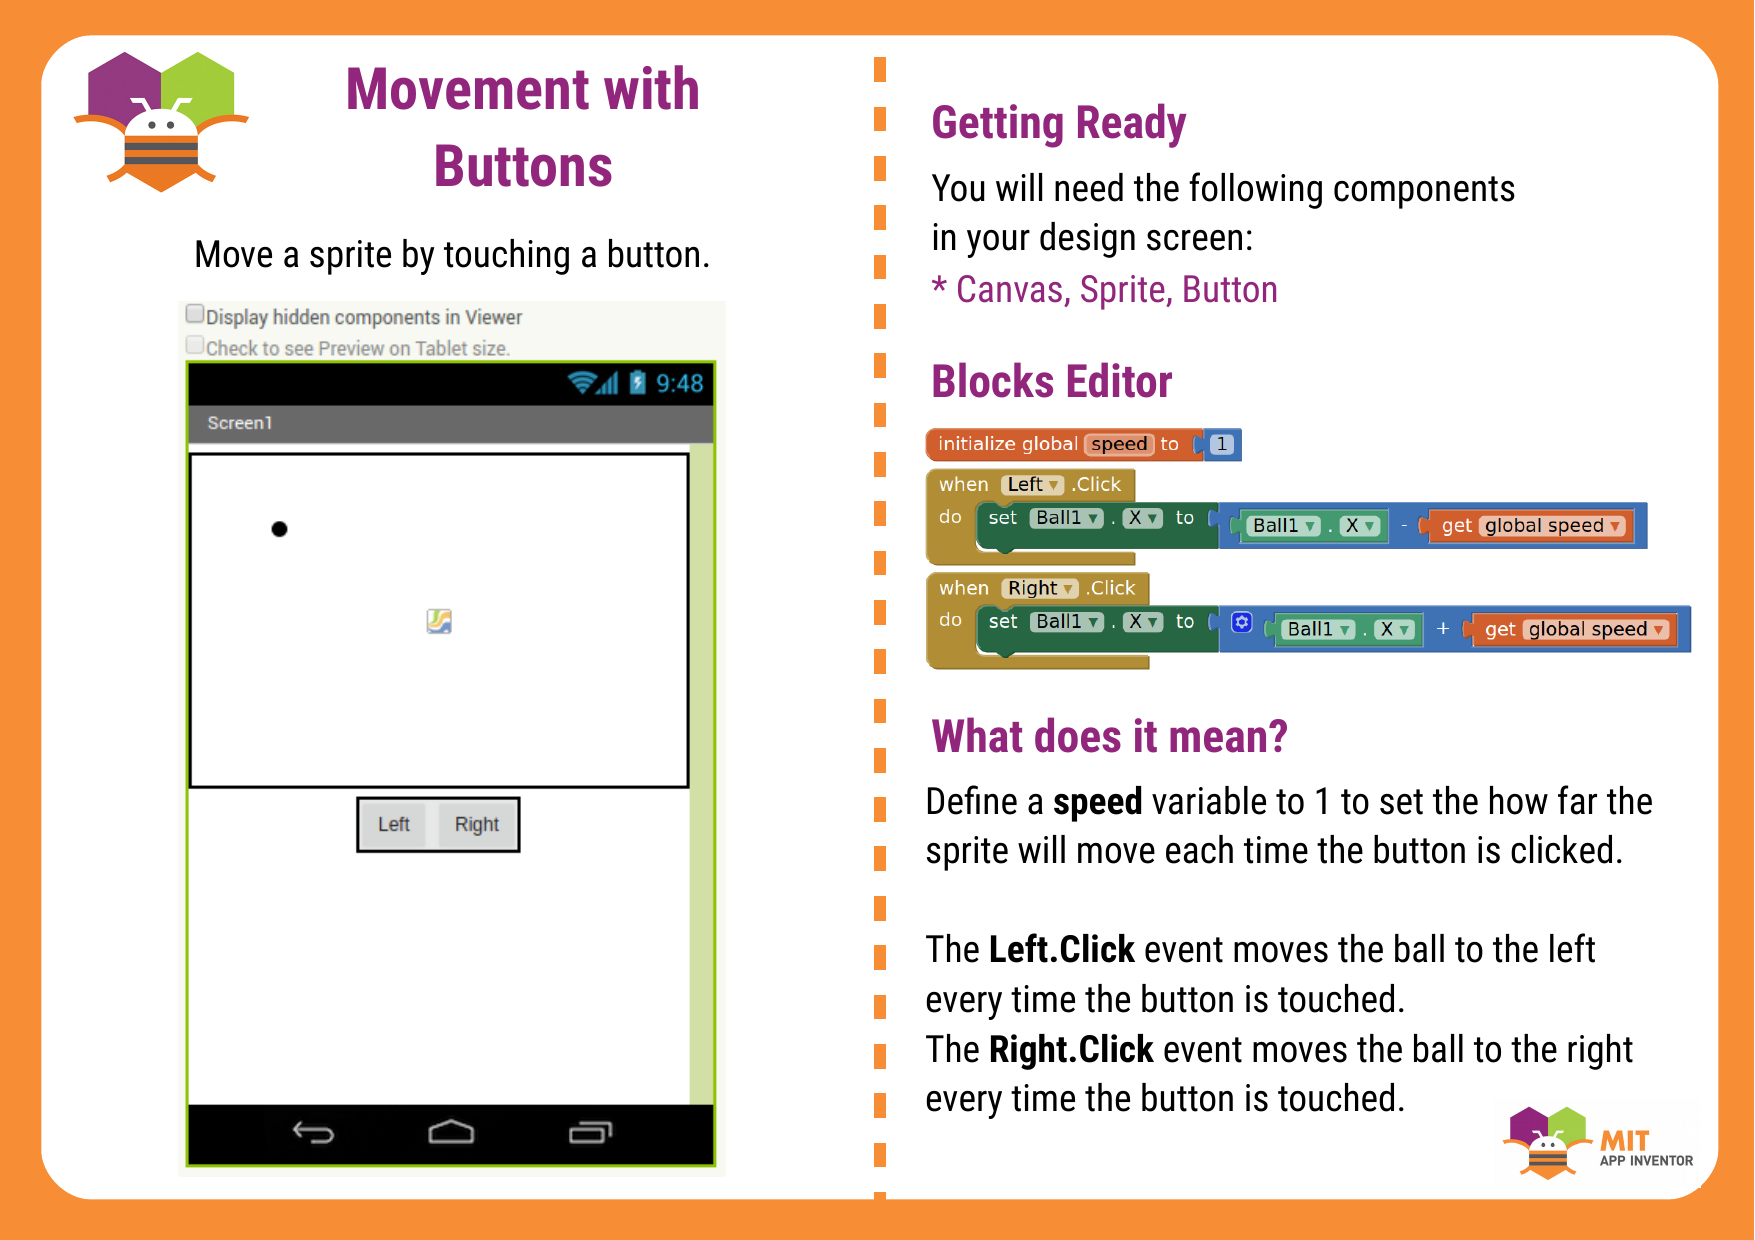 Movement with
Buttons
Move a sprite by touching a button.
Display hidden components in Viewer
Check to see Preview on Tablet size.
9:48
Screen1
Left Right
Getting Ready
You will need the following components
in your design screen:
* Canvas, Sprite, Button
Blocks Editor
initialize global speed to 1
when Left .Click
do set Ball1 . X to Ball1 . X - get global speed
when Right .Click
do set Ball1 . X to Ball1 . X + get global speed
What does it mean?
Define a speed variable to 1 to set the how far the
sprite will move each time the button is clicked.
The Left.Click event moves the ball to the left
every time the button is touched.
The Right.Click event moves the ball to the right
every time the button is touched.
MIT
APP INVENTOR